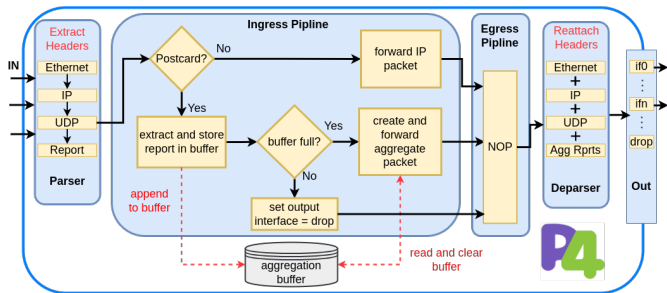 IN
Extract
Headers
Ethernet
IP
UDP
Report
Parser
Ingress Pipline
Postcard?
No
forward IP
packet
Yes
extract and store
report in buffer
buffer full?
Yes
create and
forward
aggregate
packet
No
set output
interface = drop
append
to buffer
aggregation
buffer
read and clear
buffer
Egress
Pipline
NOP
Reattach
Headers
Ethernet
+
IP
+
UDP
+
Agg Rprts
Deparser
if0
ifn
drop
Out
P4